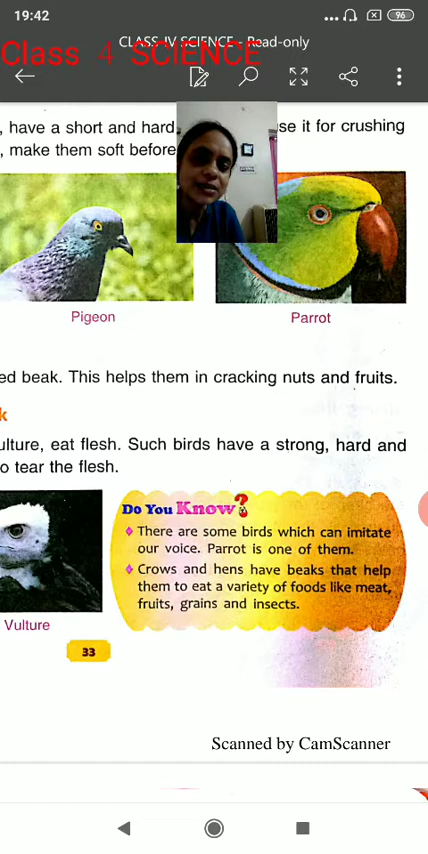 19:42
96
CLASS-IV SCIENCE - Read-only
Class 4 SCIENCE
, have a short and hard se it for crushing
, make them soft before
Pigeon
Parrot
ed beak. This helps them in cracking nuts and fruits.
k
ulture, eat flesh. Such birds have a strong, hard and
o tear the flesh.
Do You Know?
There are some birds which can imitate
our voice. Parrot is one of them.
Crows and hens have beaks that help
them to eat a variety of foods like meat,
fruits, grains and insects.
Vulture
33
Scanned by CamScanner